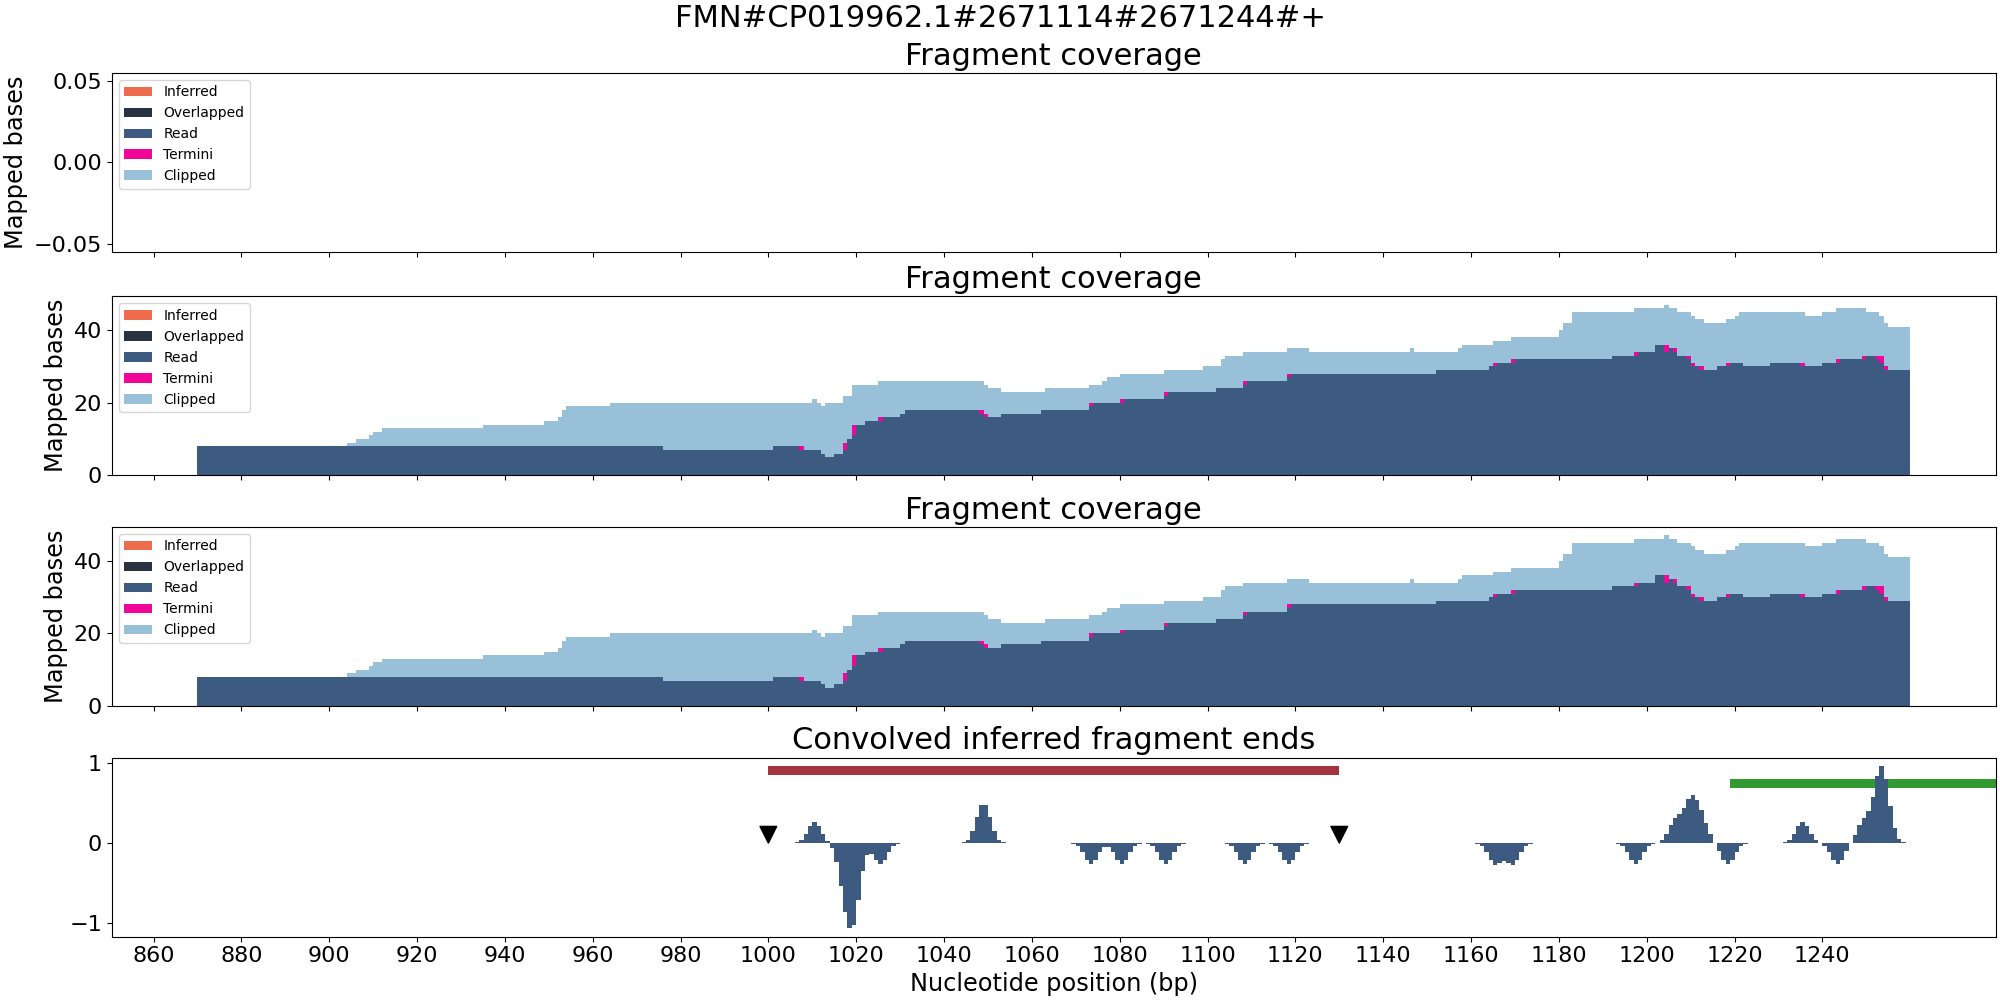 FMN#CP019962.1#2671114#2671244#+
Fragment coverage
Mapped bases
0.05
0.00
−0.05
Inferred
Overlapped
Read
Termini
Clipped
Fragment coverage
Mapped bases
40
20
0
Inferred
Overlapped
Read
Termini
Clipped
Fragment coverage
Mapped bases
40
20
0
Inferred
Overlapped
Read
Termini
Clipped
Convolved inferred fragment ends
1
0
−1
860 880 900 920 940 960 980 1000 1020 1040 1060 1080 1100 1120 1140 1160 1180 1200 1220 1240
Nucleotide position (bp)